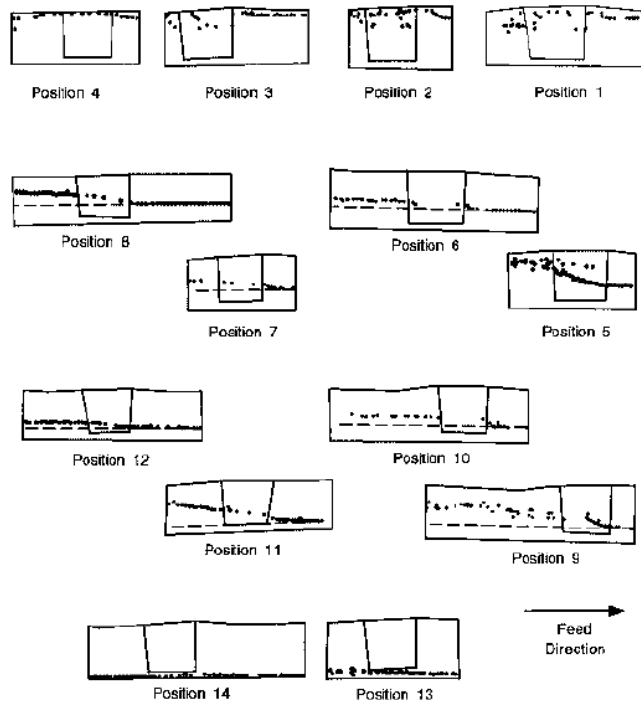 Position 4
Position 3
Position 2
Position 1
Position 8
Position 6
Position 7
Position 5
Position 12
Position 10
Position 11
Position 9
Feed
Direction
Position 14
Position 13